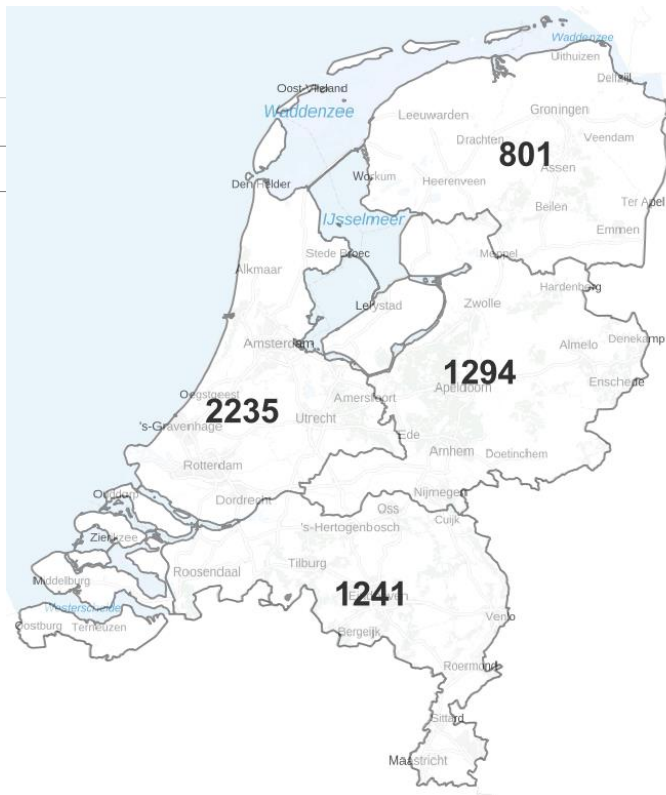 Waddenzee
Uithuizen
Delfzijl
Oost-Vlieland
Waddenzee
Leeuwarden
Groningen
Drachten
Veendam
801
Assen
Workum
Heerenveen
Den Helder
Beilen
Ter Apel
IJsselmeer
Emmen
Stede Broec
Meppel
Alkmaar
Hardenberg
Lelystad
Zwolle
Amsterdam
Almelo
Denekamp
1294
Enschede
Apeldoorn
Oegstgeest
Amersfoort
2235
Utrecht
's-Gravenhage
Ede
Arnhem
Doetinchem
Rotterdam
Nijmegen
Ouddorp
Dordrecht
Oss
Cuijk
's-Hertogenbosch
Zierikzee
Tilburg
Roosendaal
Middelburg
1241
Eindhoven
Westerschelde
Venlo
Oostburg
Terneuzen
Bergeijk
Roermond
Sittard
Maastricht